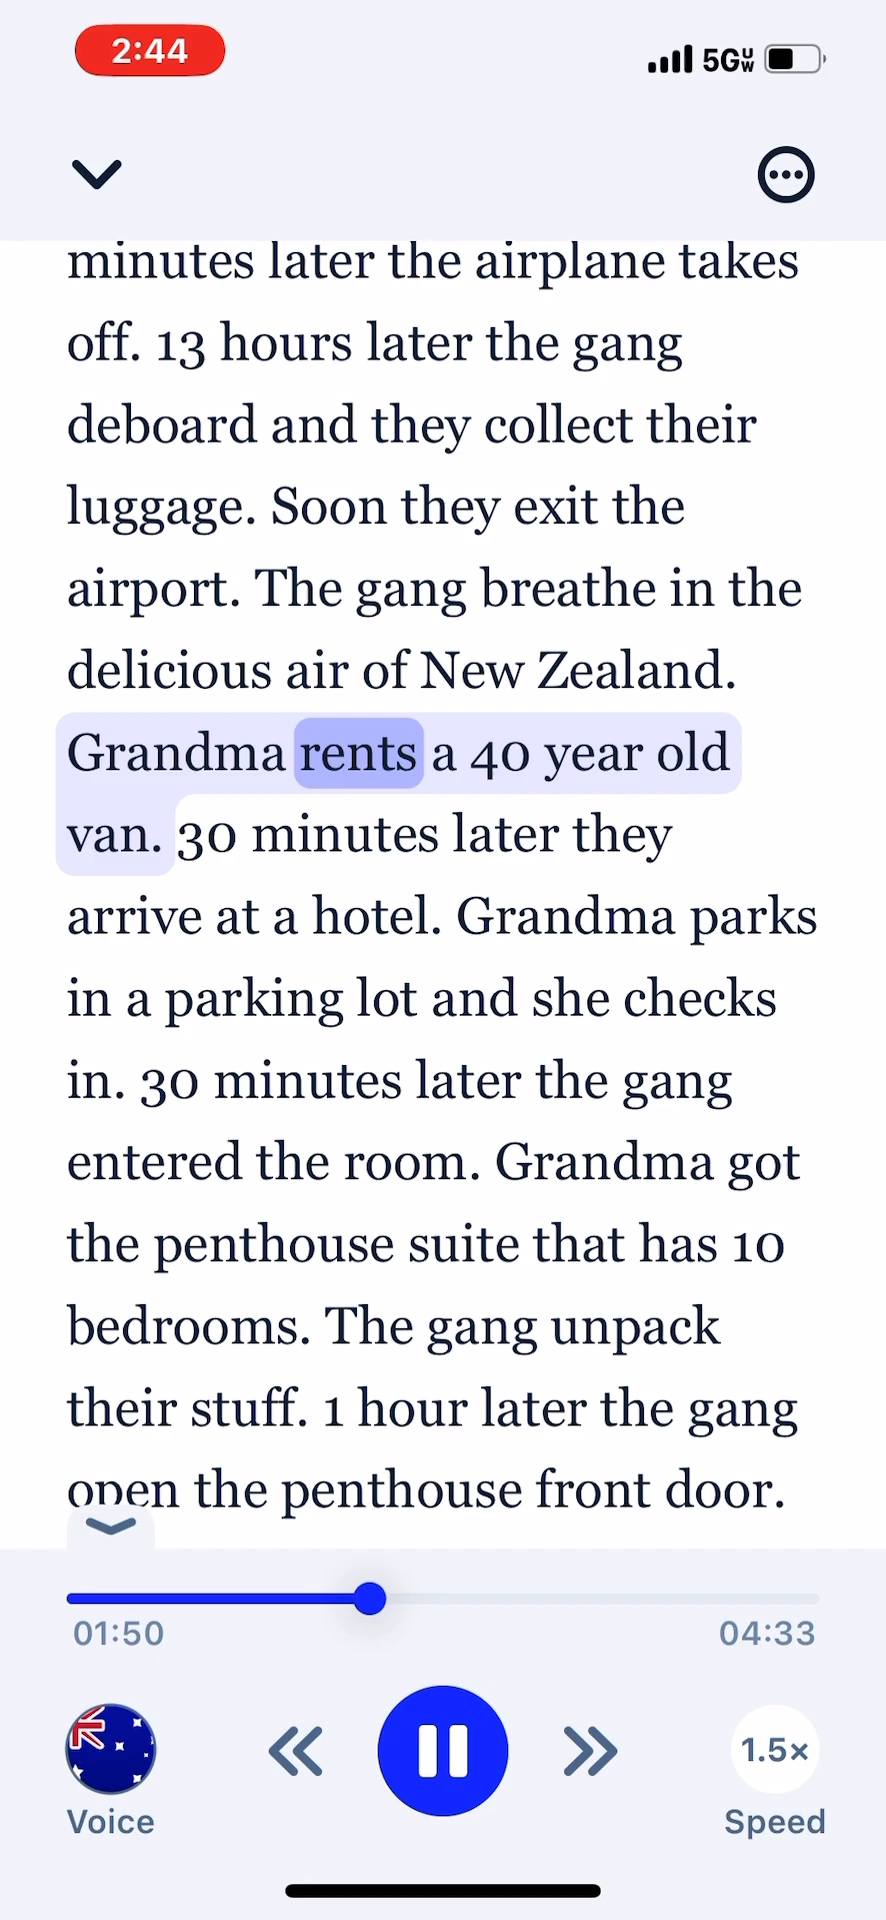 2:44
5GUW
minutes later the airplane takes
off. 13 hours later the gang
deboard and they collect their
luggage. Soon they exit the
airport. The gang breathe in the
delicious air of New Zealand.
Grandma rents a 40 year old
van. 30 minutes later they
arrive at a hotel. Grandma parks
in a parking lot and she checks
in. 30 minutes later the gang
entered the room. Grandma got
the penthouse suite that has 10
bedrooms. The gang unpack
their stuff. 1 hour later the gang
open the penthouse front door.
01:50
04:33
1.5×
Voice
Speed